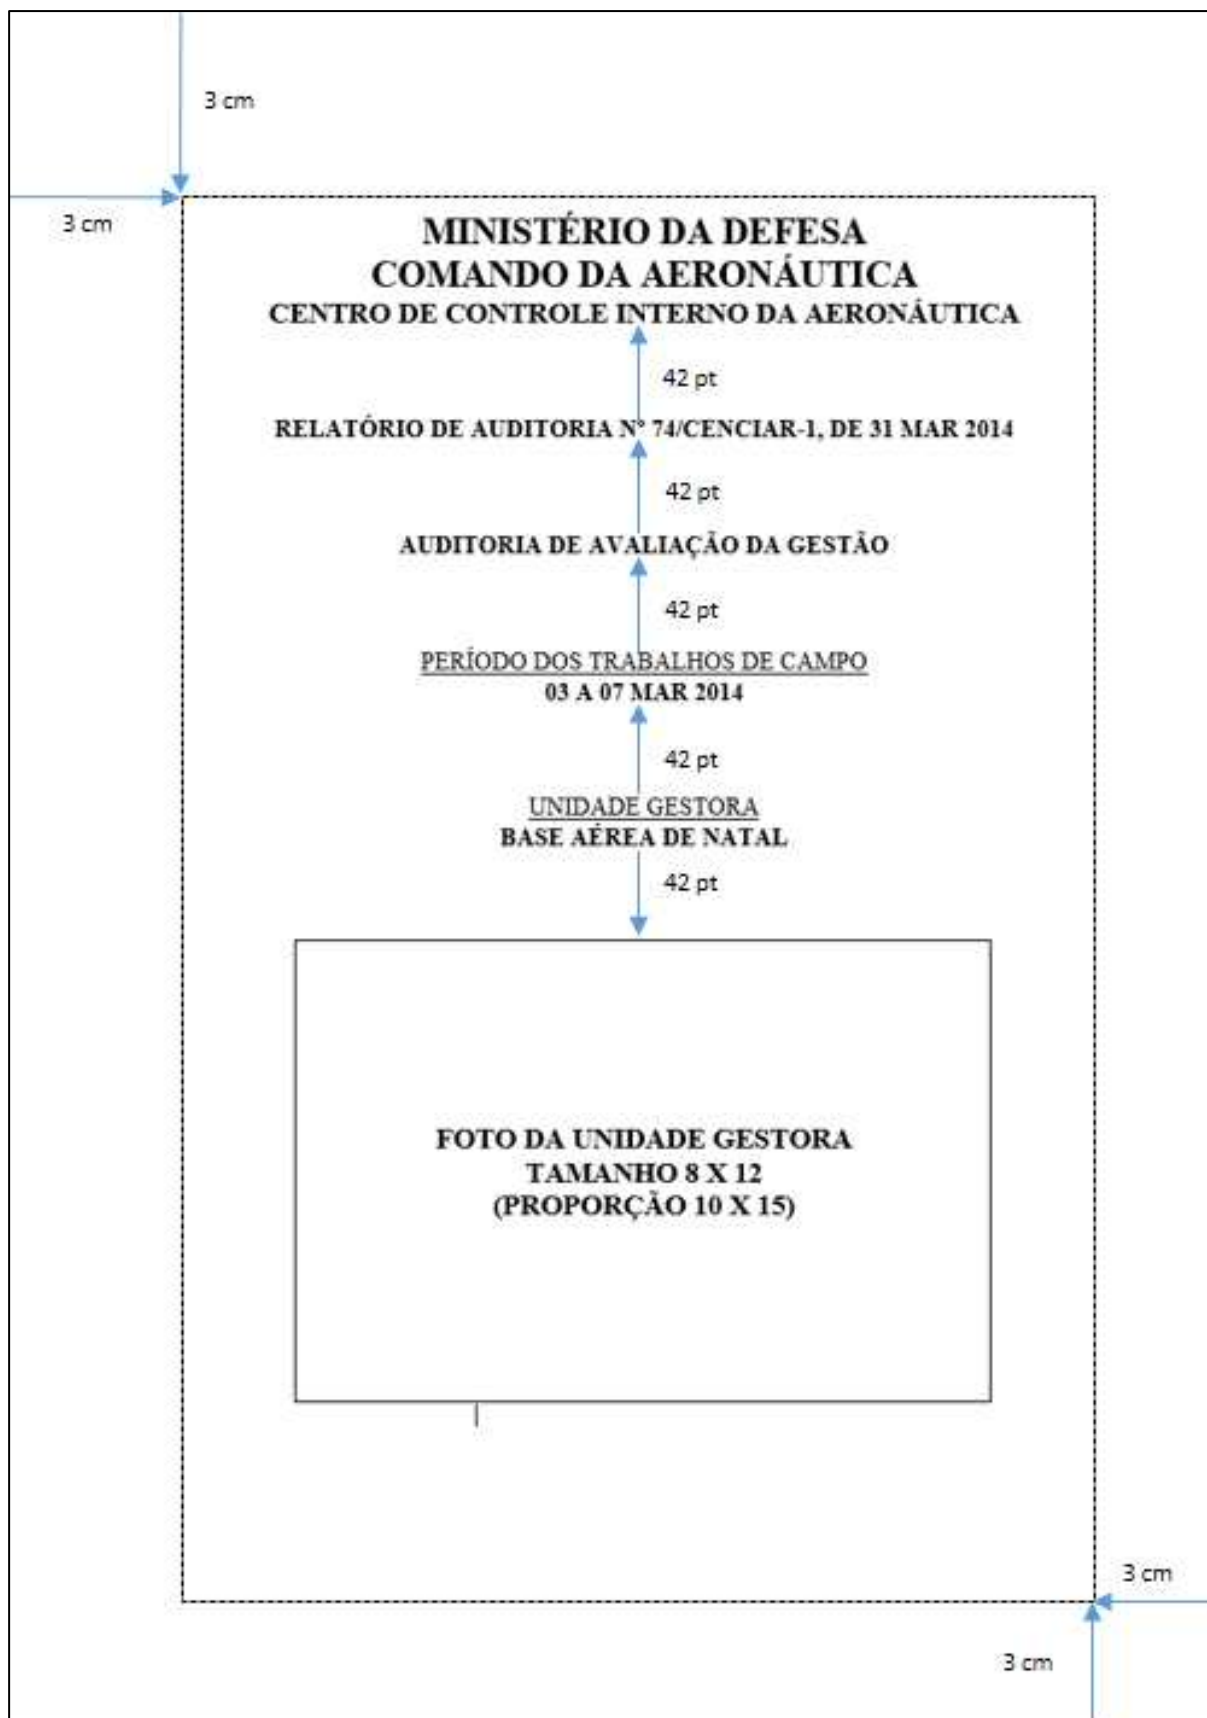 3 cm
3 cm
MINISTÉRIO DA DEFESA
COMANDO DA AERONÁUTICA
CENTRO DE CONTROLE INTERNO DA AERONÁUTICA
42 pt
RELATÓRIO DE AUDITORIA Nº 74/CENCIAR-1, DE 31 MAR 2014
42 pt
AUDITORIA DE AVALIAÇÃO DA GESTÃO
42 pt
PERÍODO DOS TRABALHOS DE CAMPO
03 A 07 MAR 2014
42 pt
UNIDADE GESTORA
BASE AÉREA DE NATAL
42 pt
FOTO DA UNIDADE GESTORA
TAMANHO 8 X 12
(PROPORÇÃO 10 X 15)
3 cm
3 cm